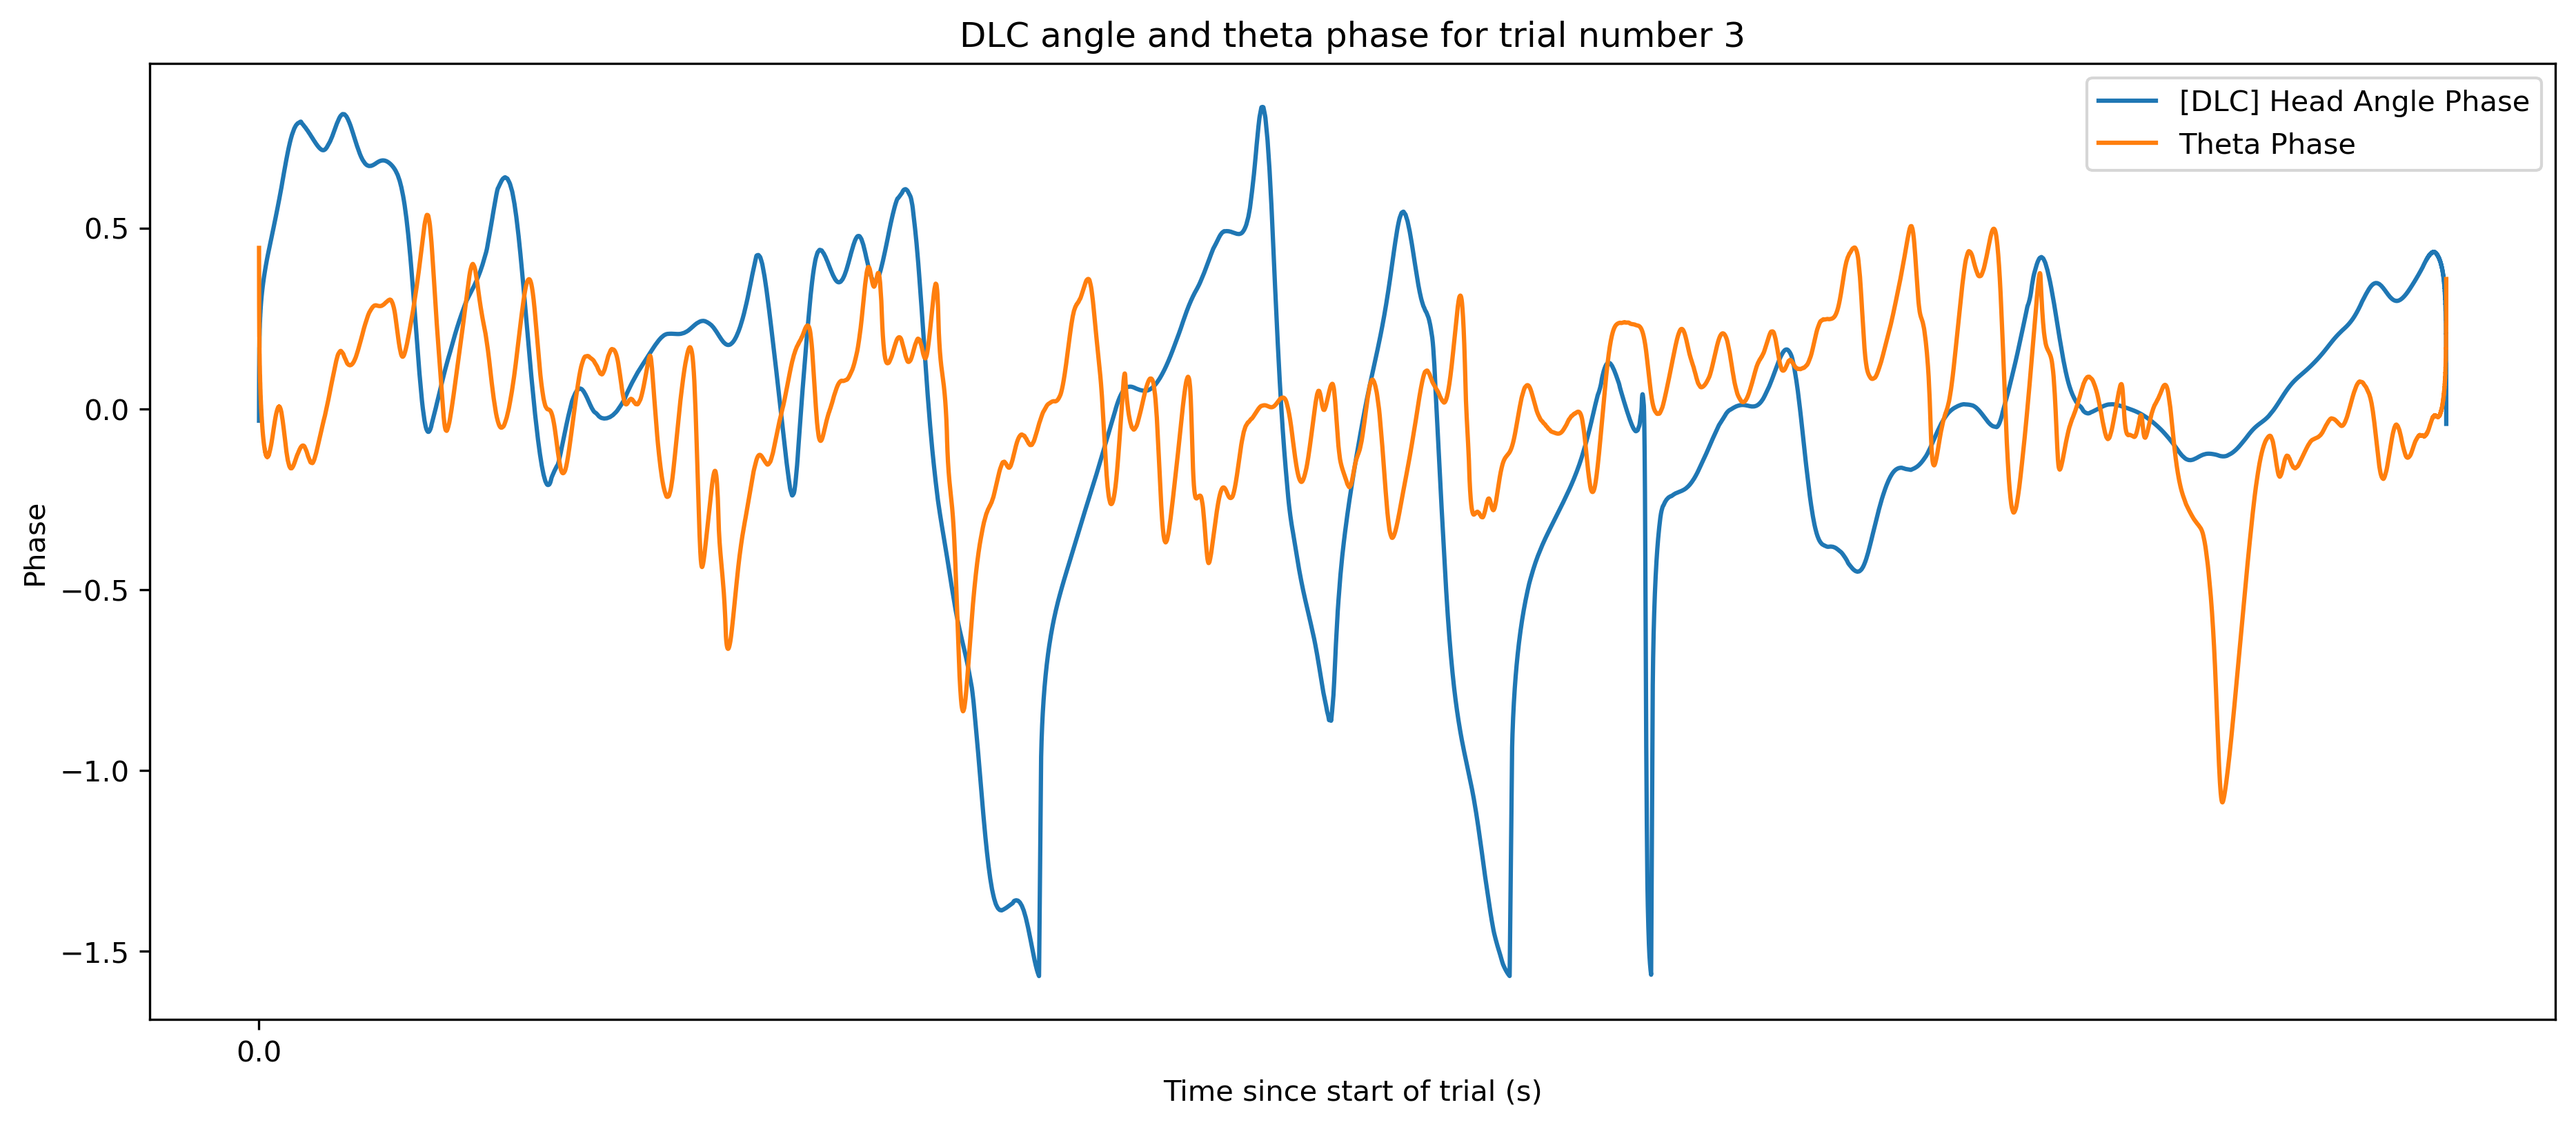 DLC angle and theta phase for trial number 3
[DLC] Head Angle Phase
Theta Phase
0.5
0.0
−0.5
−1.0
−1.5
Phase
0.0
Time since start of trial (s)